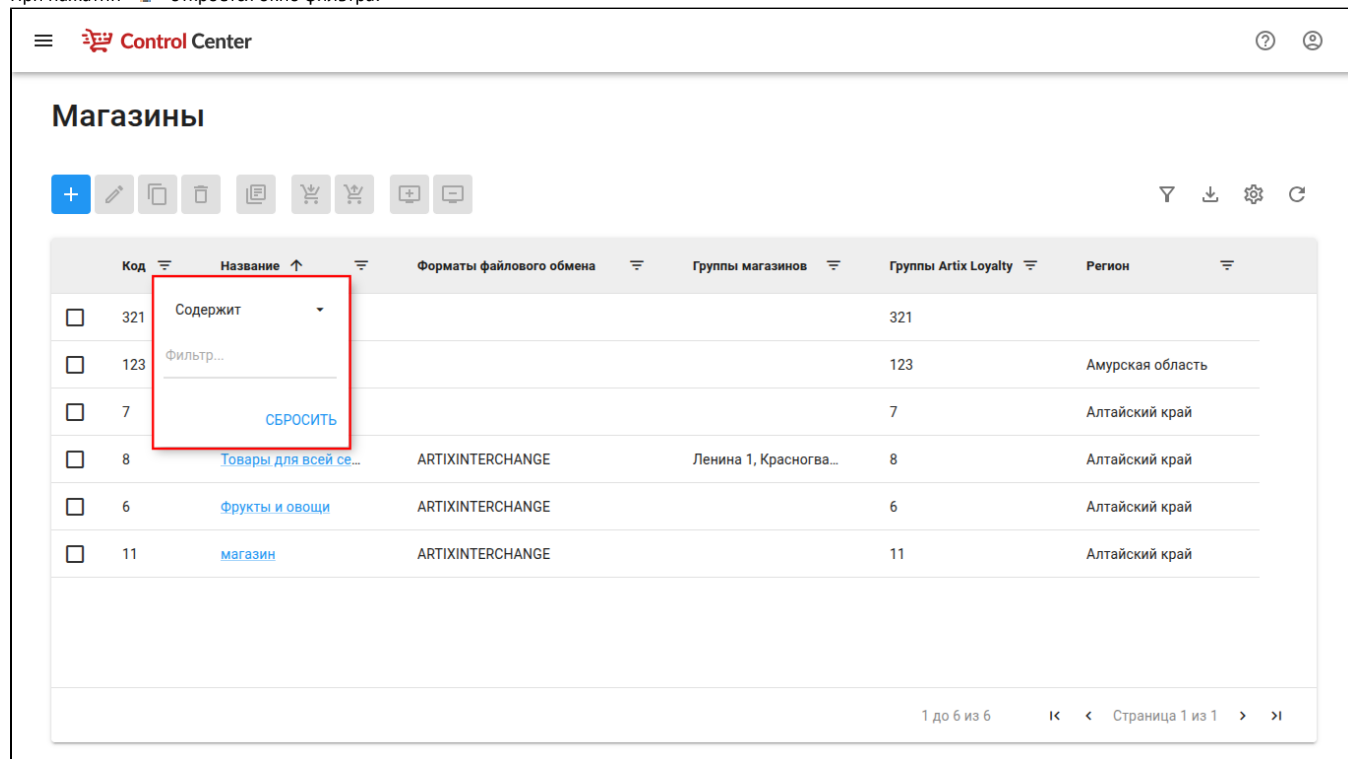 Control Center
Магазины
Код Название Форматы файлового обмена Группы магазинов Группы Artix Loyalty Регион
Содержит
Фильтр...
СБРОСИТЬ
321 321
123 123 Амурская область
7 7 Алтайский край
8 Товары для всей се... ARTIXINTERCHANGE Ленина 1, Красногва... 8 Алтайский край
6 Фрукты и овощи ARTIXINTERCHANGE 6 Алтайский край
11 магазин ARTIXINTERCHANGE 11 Алтайский край
1 до 6 из 6 Страница 1 из 1